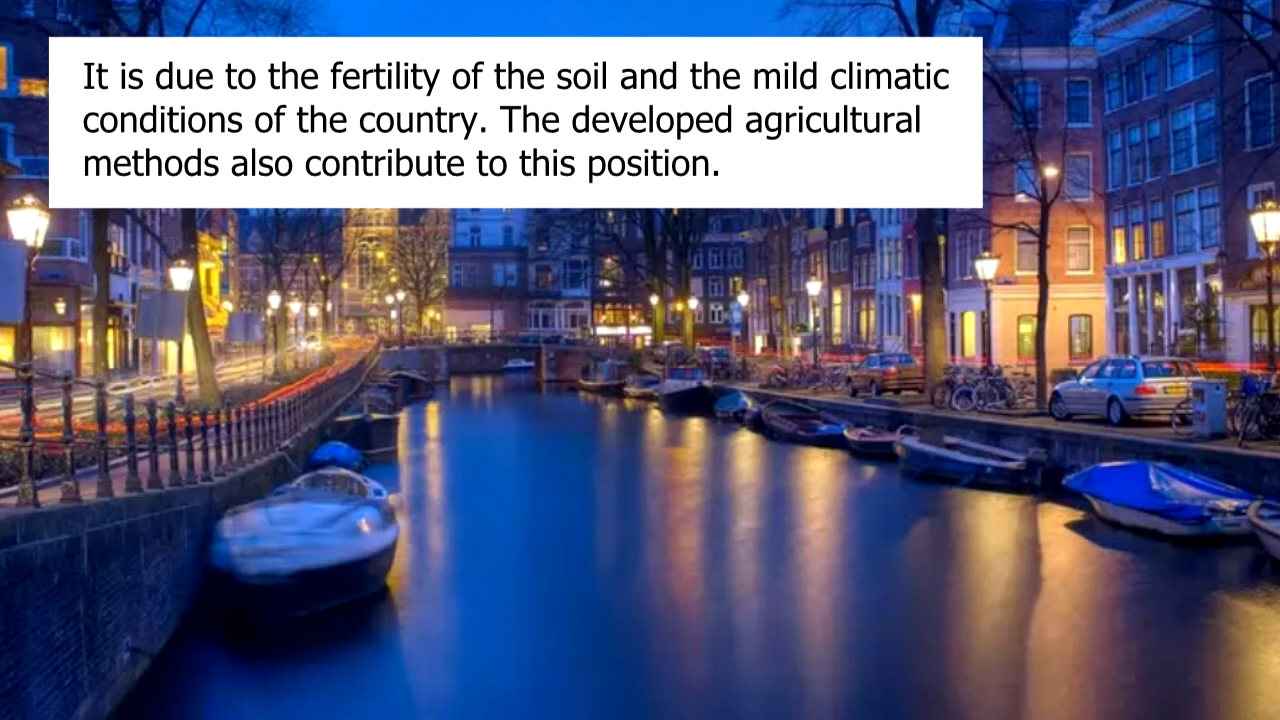 It is due to the fertility of the soil and the mild climatic
conditions of the country. The developed agricultural
methods also contribute to this position.